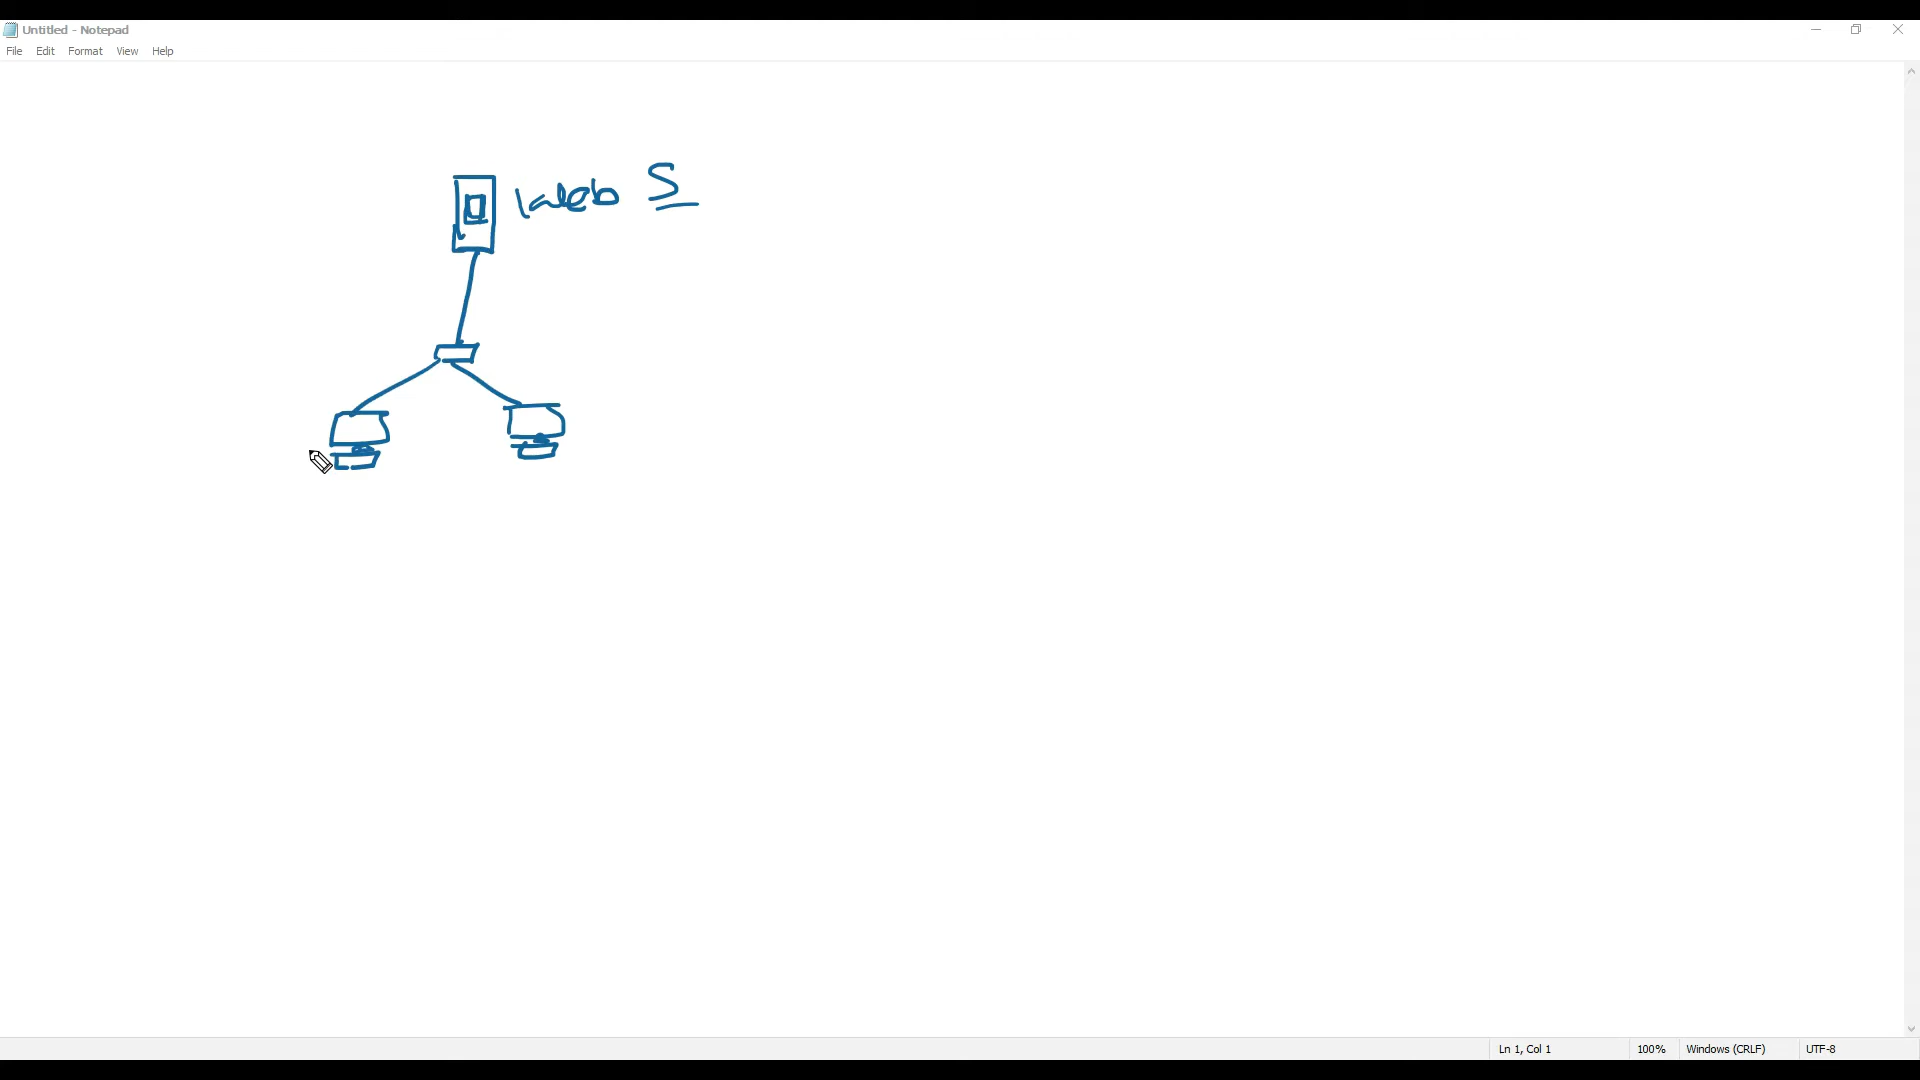 Untitled - Notepad
File Edit Format View Help
Web S
Ln 1, Col 1 100% Windows (CRLF) UTF-8